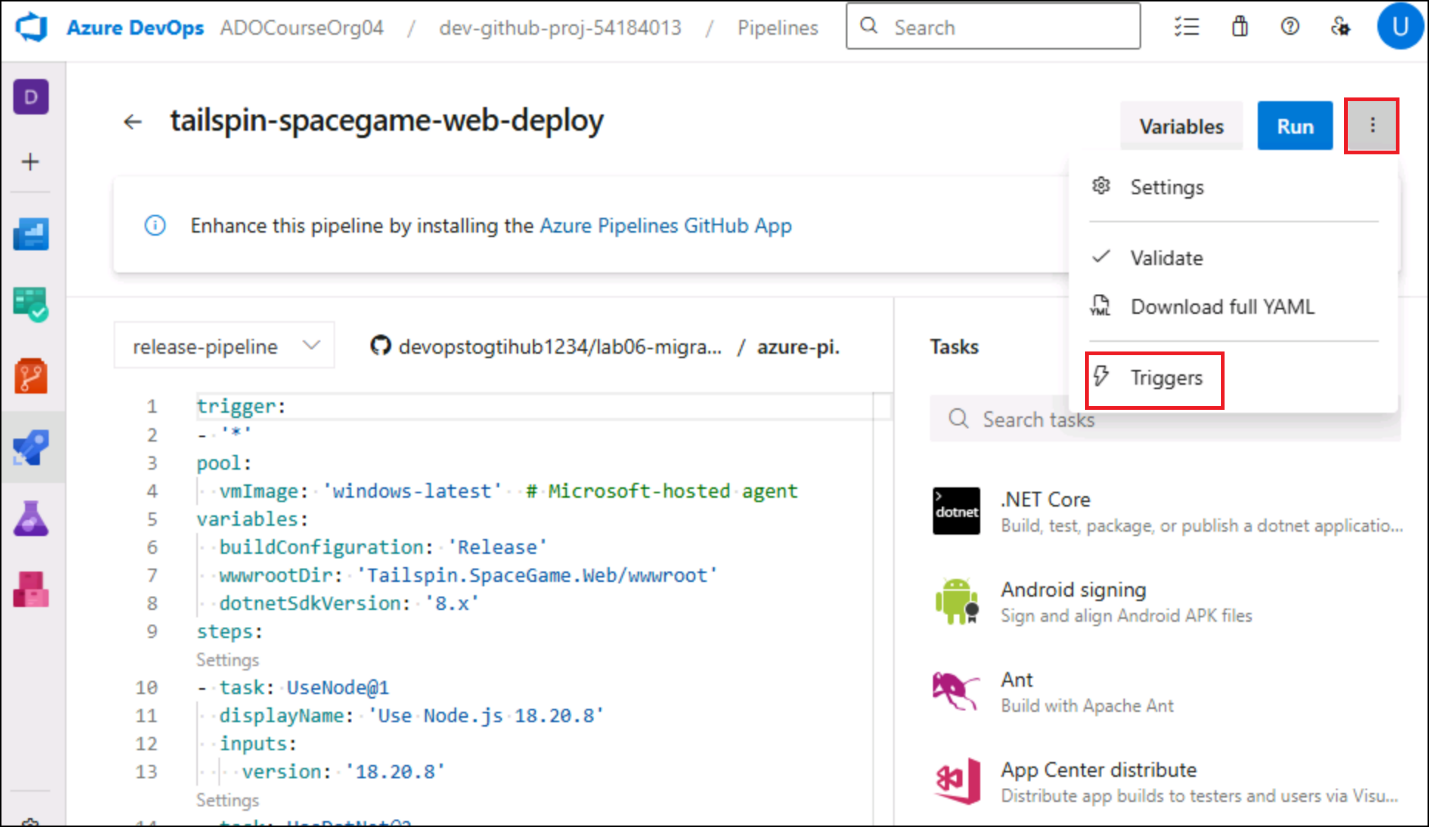 Azure DevOps ADOCourseOrg04 / dev-github-proj-54184013 / Pipelines Search U
D
tailspin-spacegame-web-deploy
Variables Run
Settings
Validate
YML Download full YAML
Triggers
Enhance this pipeline by installing the Azure Pipelines GitHub App
release-pipeline devopstogtihub1234/lab06-migra... / azure-pi.
1 trigger:
2 - '*'
3 pool:
4 vmImage: 'windows-latest' # Microsoft-hosted agent
5 variables:
6 buildConfiguration: 'Release'
7 wwwrootDir: 'Tailspin.SpaceGame.Web/wwwroot'
8 dotnetSdkVersion: '8.x'
9 steps:
Settings
10 - task: UseNode@1
11 displayName: 'Use Node.js 18.20.8'
12 inputs:
13 version: '18.20.8'
Settings
14 - task: UseDotNet@2
Tasks
Search tasks
dotnet
.NET Core
Build, test, package, or publish a dotnet applicatio...
Android signing
Sign and align Android APK files
Ant
Build with Apache Ant
App Center distribute
Distribute app builds to testers and users via Visu...